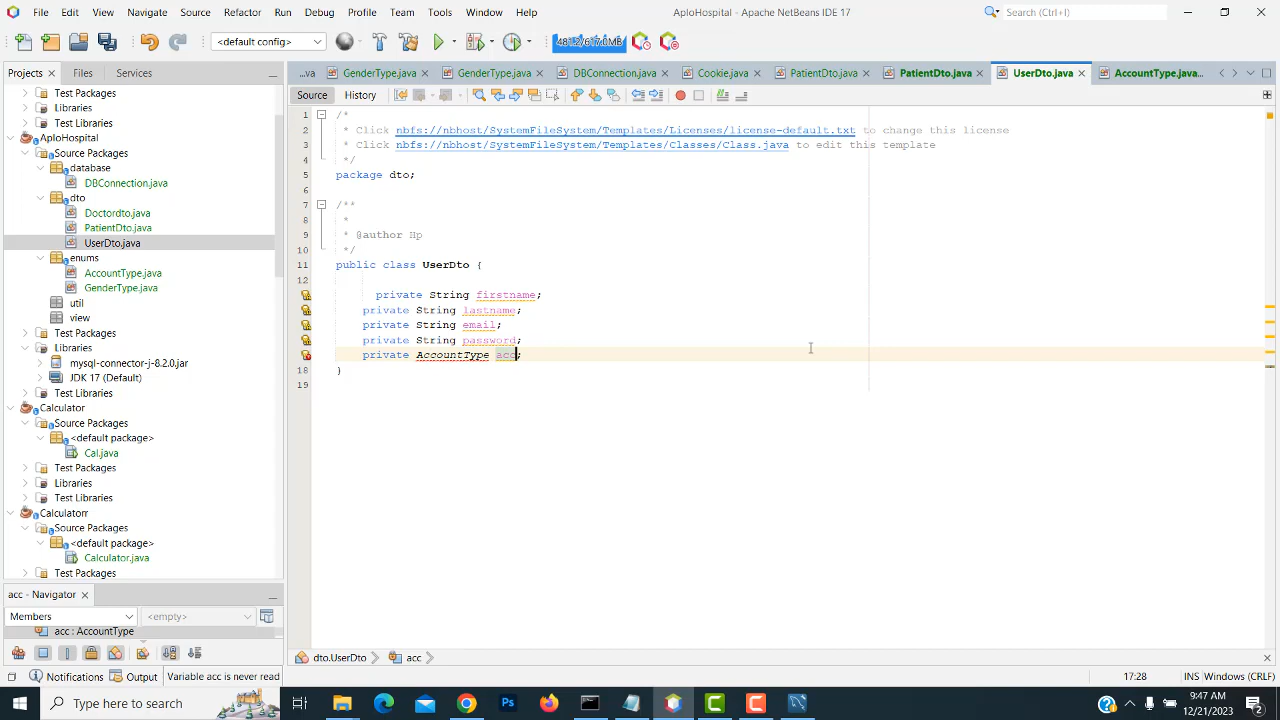 File Edit View Navigate Source Refactor Run Debug Profile Team Tools Window Help AploHospital - Apache NetBeans IDE 17 Search (Ctrl+I)
<default config> 481.2/617.0MB
Projects Files Services
.va GenderType.java GenderType.java DBConnection.java Cookie.java PatientDto.java PatientDto.java UserDto.java AccountType.java...
Source History
Test Packages
Libraries
Test Libraries
AploHospital
Source Packages
database
DBConnection.java
dto
Doctordto.java
PatientDto.java
UserDto.java
enums
AccountType.java
GenderType.java
util
view
Test Packages
Libraries
mysql-connector-j-8.2.0.jar
JDK 17 (Default)
Test Libraries
Calculator
Source Packages
<default package>
Cal.java
Test Packages
Libraries
Test Libraries
Calculatorr
Source Packages
<default package>
Calculator.java
Test Packages
1 /*
2 * Click nbfs://nbhost/SystemFileSystem/Templates/Licenses/license-default.txt to change this license
3 * Click nbfs://nbhost/SystemFileSystem/Templates/Classes/Class.java to edit this template
4 */
5 package dto;
6
7 /**
8 *
9 * @author Hp
10 */
11 public class UserDto {
12
private String firstname;
private String lastname;
private String email;
private String password;
private AccountType acc;
18 }
19
acc - Navigator
Members <empty>
acc : AccountType
dto.UserDto acc
Notifications Output Variable acc is never read 17:28 INS Windows (CRLF)
Type here to search
Ps
9:47 AM
12/21/2023
2